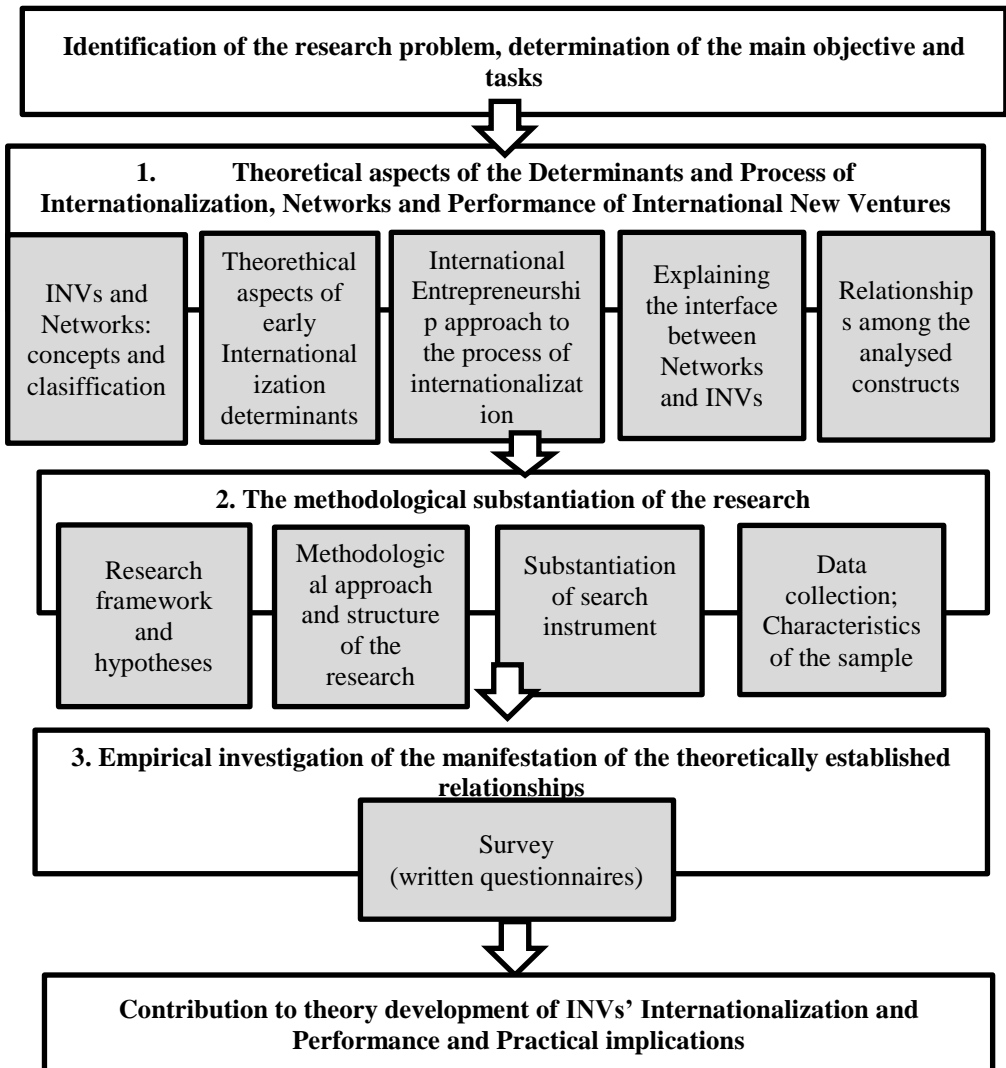 Identification of the research problem, determination of the main objective and
tasks
1. Theoretical aspects of the Determinants and Process of
Internationalization, Networks and Performance of International New Ventures
INVs and
Networks:
concepts and
clasiffication
Theorethical
aspects of
early
International
ization
determinants
International
Entrepreneurshi
p approach to
the process of
internationalizat
ion
Explaining
the interface
between
Networks
and INVs
Relationship
s among the
analysed
constructs
2. The methodological substantiation of the research
Research
framework
and
hypotheses
Methodologic
al approach
and structure
of the
research
Substantiation
of search
instrument
Data
collection;
Characteristics
of the sample
3. Empirical investigation of the manifestation of the theoretically established
relationships
Survey
(written questionnaires)
Contribution to theory development of INVs’ Internationalization and
Performance and Practical implications